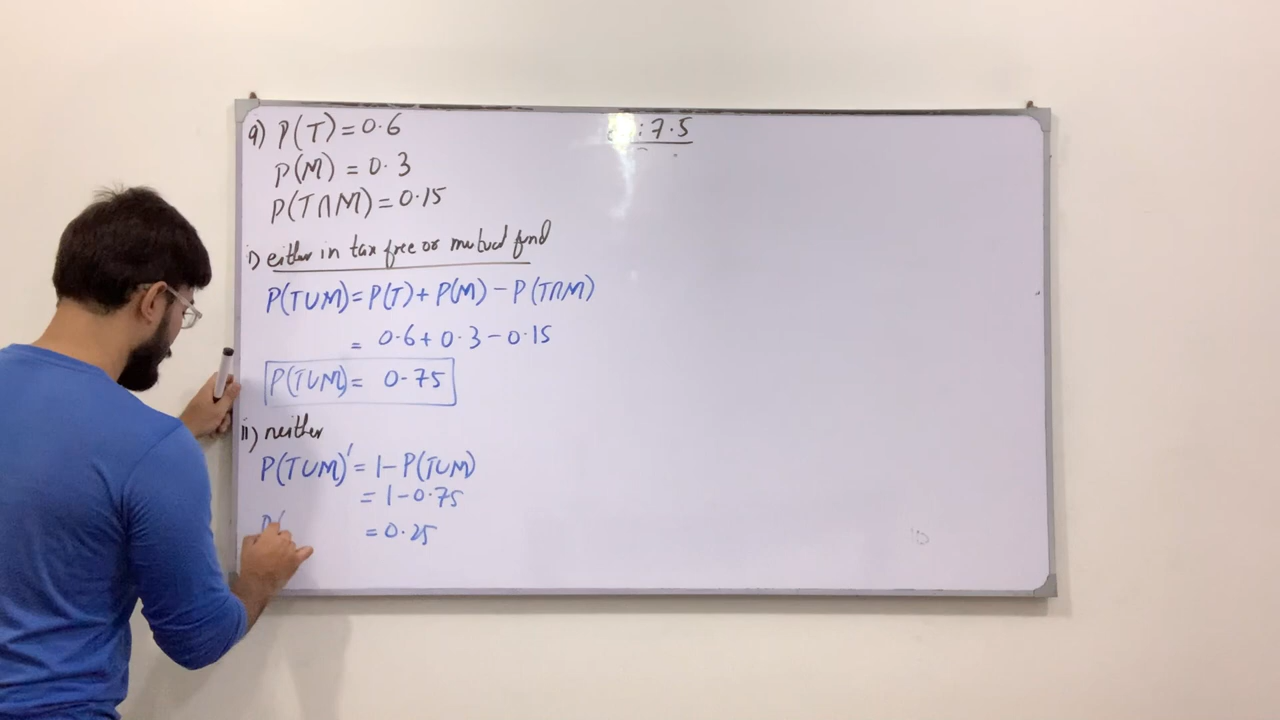 9) P(T) = 0.6
: 7.5
P(M) = 0.3
P(T∩M) = 0.15
i) either in tax free or mutual fund
P(T∪M) = P(T) + P(M) - P(T∩M)
= 0.6 + 0.3 - 0.15
P(T∪M) = 0.75
ii) neither
P(T∪M)' = 1 - P(T∪M)
= 1 - 0.75
P( = 0.25